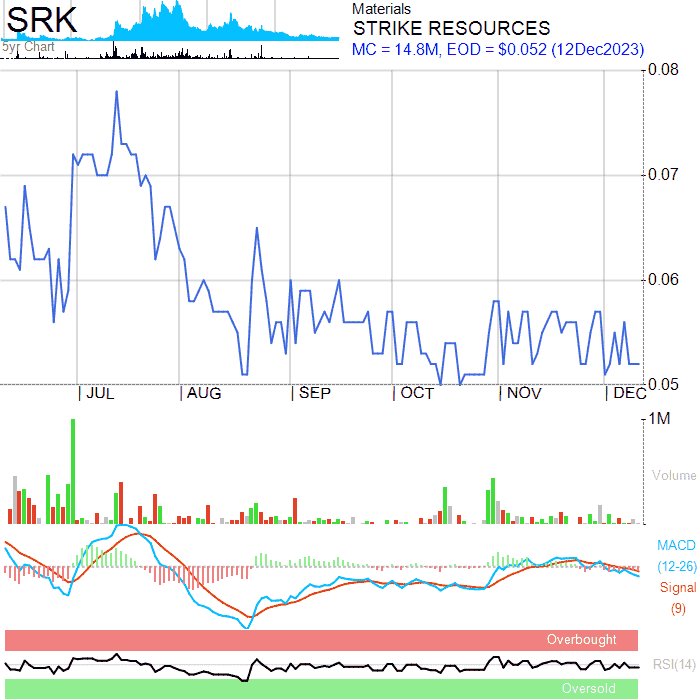 SRK
5yr Chart
Materials
STRIKE RESOURCES
MC = 14.8M, EOD = $0.052 (12Dec2023)
0.08
0.07
0.06
0.05
| JUL | AUG | SEP | OCT | NOV | DEC
1M
Volume
MACD
(12-26)
Signal
(9)
Overbought
RSI(14)
Oversold